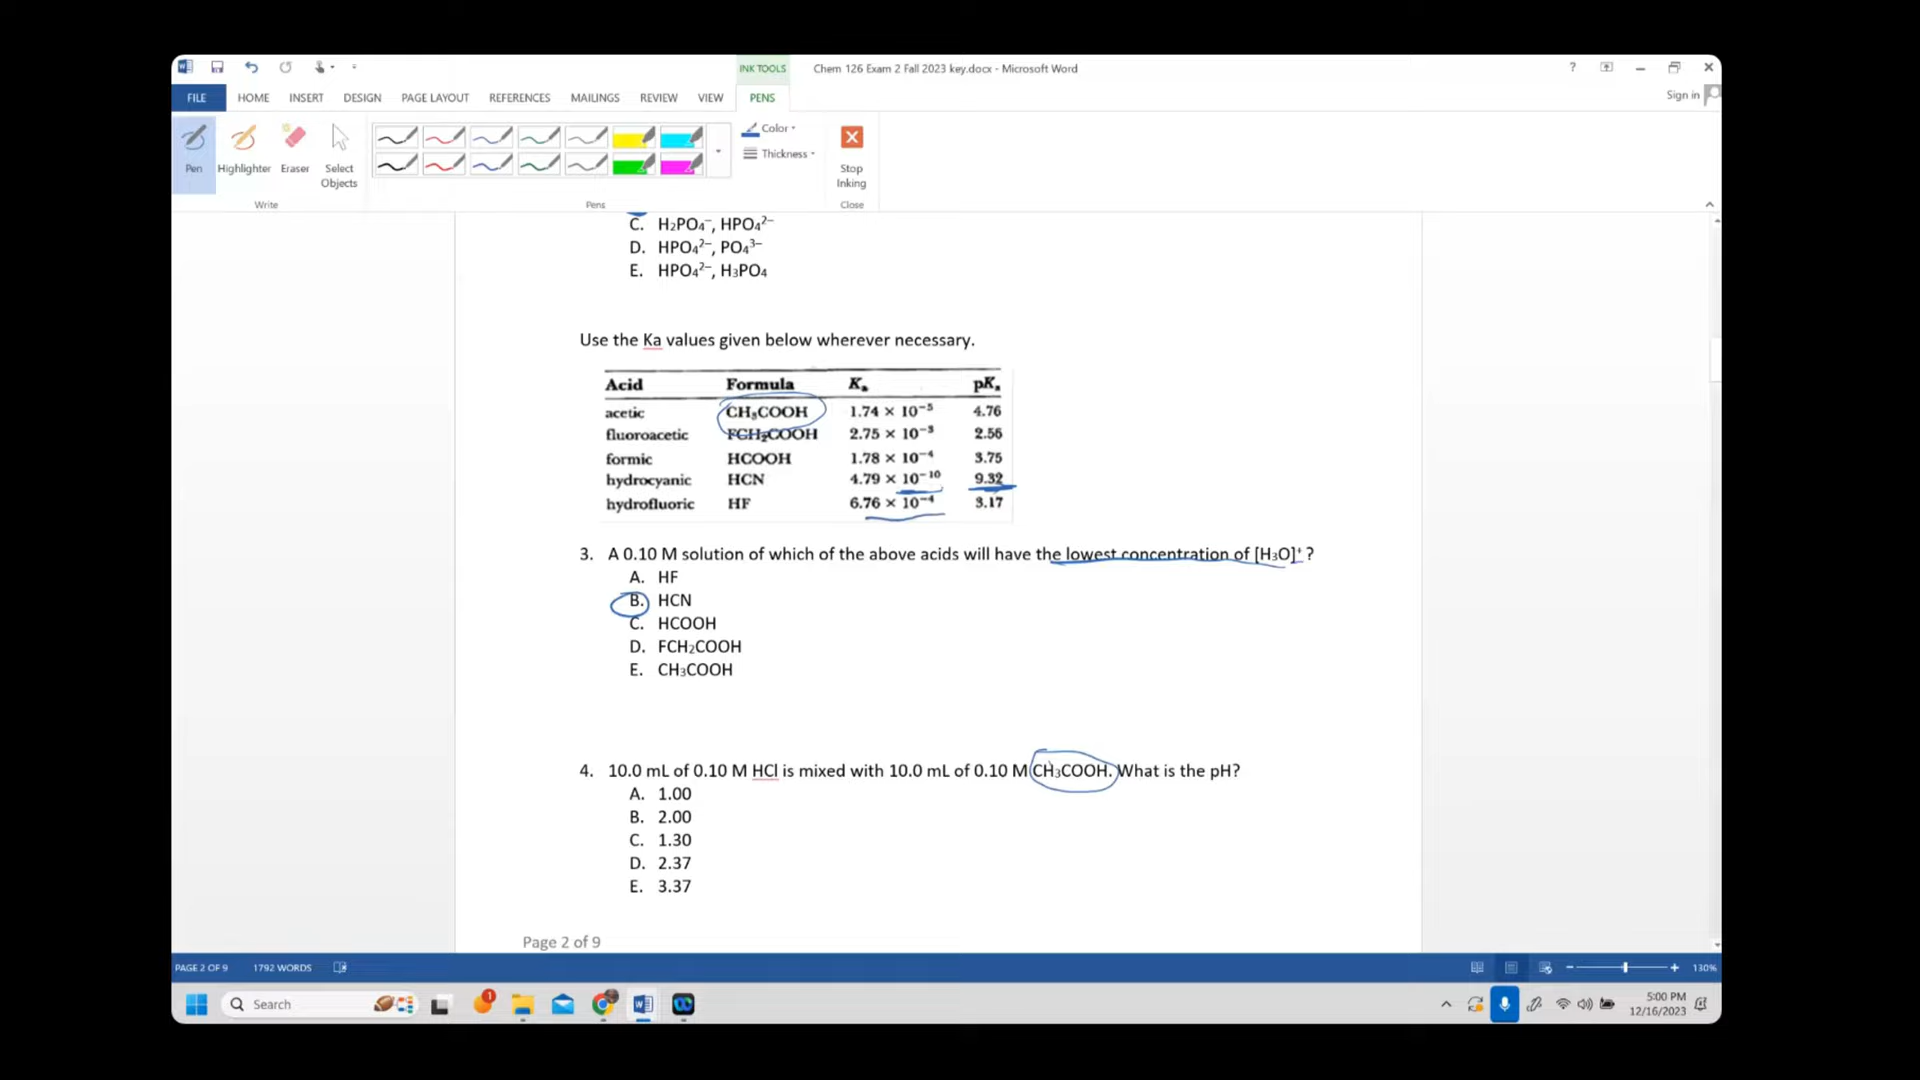 INK TOOLS
Chem 126 Exam 2 Fall 2023 key.docx - Microsoft Word
?
FILE HOME INSERT DESIGN PAGE LAYOUT REFERENCES MAILINGS REVIEW VIEW PENS
Sign in
Pen Highlighter Eraser Select Objects
Color
Thickness
Stop Inking
Write Pens Close
C. H₂PO₄⁻, HPO₄²⁻
D. HPO₄²⁻, PO₄³⁻
E. HPO₄²⁻, H₃PO₄
Use the Ka values given below wherever necessary.
Acid Formula Kₐ pKₐ
acetic CH₃COOH 1.74 × 10⁻⁵ 4.76
fluoroacetic FCH₂COOH 2.75 × 10⁻³ 2.56
formic HCOOH 1.78 × 10⁻⁴ 3.75
hydrocyanic HCN 4.79 × 10⁻¹⁰ 9.32
hydrofluoric HF 6.76 × 10⁻⁴ 3.17
3. A 0.10 M solution of which of the above acids will have the lowest concentration of [H₃O]⁺ ?
A. HF
B. HCN
C. HCOOH
D. FCH₂COOH
E. CH₃COOH
4. 10.0 mL of 0.10 M HCl is mixed with 10.0 mL of 0.10 M CH₃COOH. What is the pH?
A. 1.00
B. 2.00
C. 1.30
D. 2.37
E. 3.37
Page 2 of 9
PAGE 2 OF 9 1792 WORDS
130%
Search
1
5:00 PM
12/16/2023